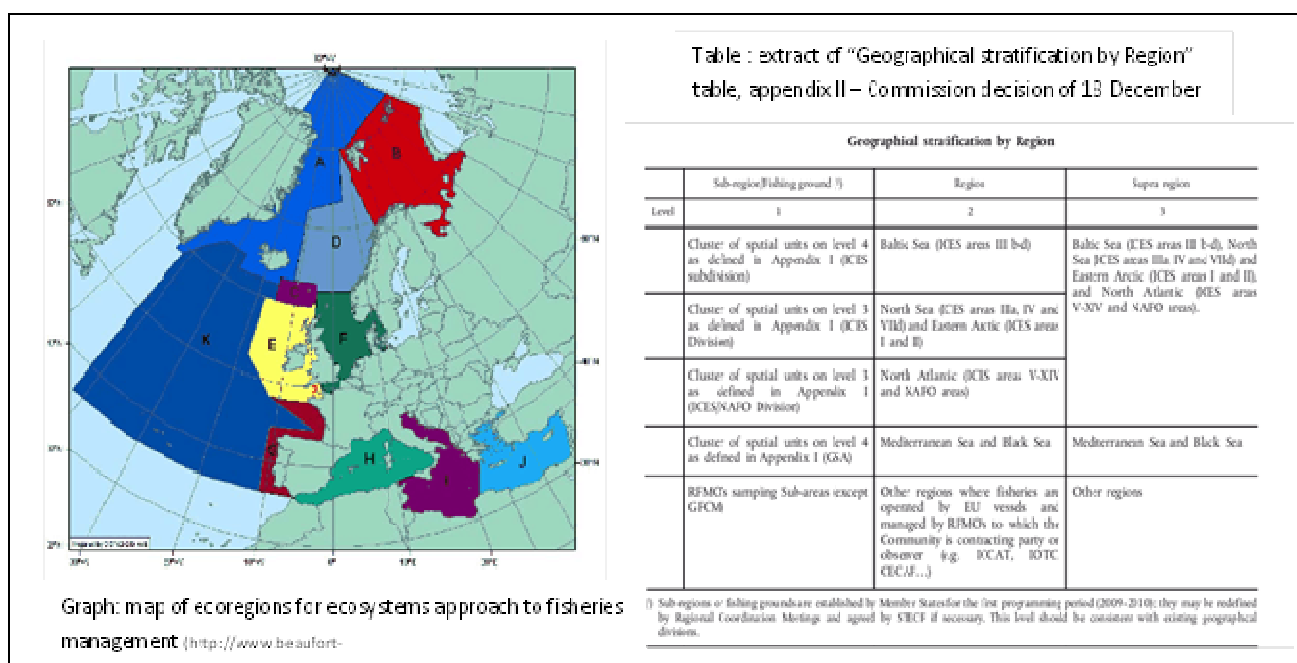 Table : extract of “Geographical stratification by Region”
table, appendix II – Commission decision of 18 December
A
B
D
K
E
F
G
H
J
Graph: map of ecoregions for ecosystems approach to fisheries
management (http://www.beaufort-
Geographical stratification by Region
Sub-region/Fishing ground ¹) Region Supra region
Level 1 2 3
Cluster of spatial units on level 4
as defined in Appendix I (ICES
subdivision)
Baltic Sea (ICES areas III b-d)
Baltic Sea (ICES areas III b-d), North
Sea (ICES areas IIIa, IV and VIId) and
Eastern Arctic (ICES areas I and II),
and North Atlantic (ICES areas
V-XIV and NAFO areas).
Cluster of spatial units on level 3
as defined in Appendix I (ICES
Division)
North Sea (ICES areas IIIa, IV and
VIId) and Eastern Arctic (ICES areas
I and II)
Cluster of spatial units on level 3
as defined in Appendix I
(ICES/NAFO Division)
North Atlantic (ICES areas V-XIV
and NAFO areas)
Cluster of spatial units on level 4
as defined in Appendix I (GSA)
Mediterranean Sea and Black Sea
Mediterranean Sea and Black Sea
RFMOs sampling Sub-areas except
GFCM
Other regions where fisheries are
operated by EU vessels and
managed by RFMOs to which the
Community is contracting party or
observer (e.g. ICCAT, IOTC
CECAF...)
Other regions
¹) Sub-regions or fishing grounds are established by Member States for the first programming period (2009-2010); they may be redefined
by Regional Coordination Meetings and agreed by STECF if necessary. This level should be consistent with existing geographical
divisions.